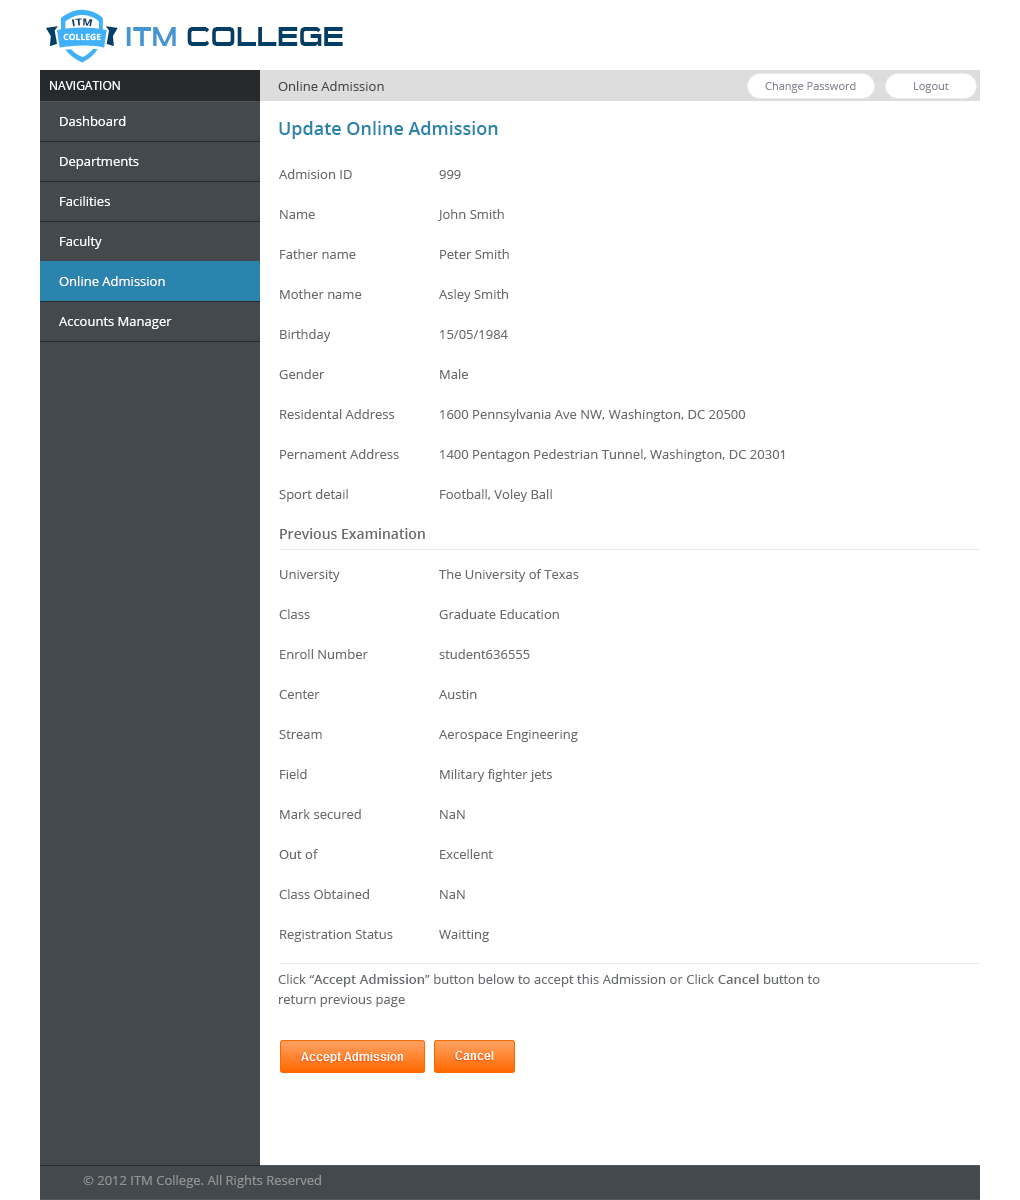 ITM
COLLEGE
ITM COLLEGE
NAVIGATION
Online Admission
Change Password
Logout
Dashboard
Departments
Facilities
Faculty
Online Admission
Accounts Manager
Update Online Admission
Admision ID 999
Name John Smith
Father name Peter Smith
Mother name Asley Smith
Birthday 15/05/1984
Gender Male
Residental Address 1600 Pennsylvania Ave NW, Washington, DC 20500
Pernament Address 1400 Pentagon Pedestrian Tunnel, Washington, DC 20301
Sport detail Football, Voley Ball
Previous Examination
University The University of Texas
Class Graduate Education
Enroll Number student636555
Center Austin
Stream Aerospace Engineering
Field Military fighter jets
Mark secured NaN
Out of Excellent
Class Obtained NaN
Registration Status Waitting
Click “Accept Admission” button below to accept this Admission or Click Cancel button to
return previous page
Accept Admission
Cancel
© 2012 ITM College. All Rights Reserved